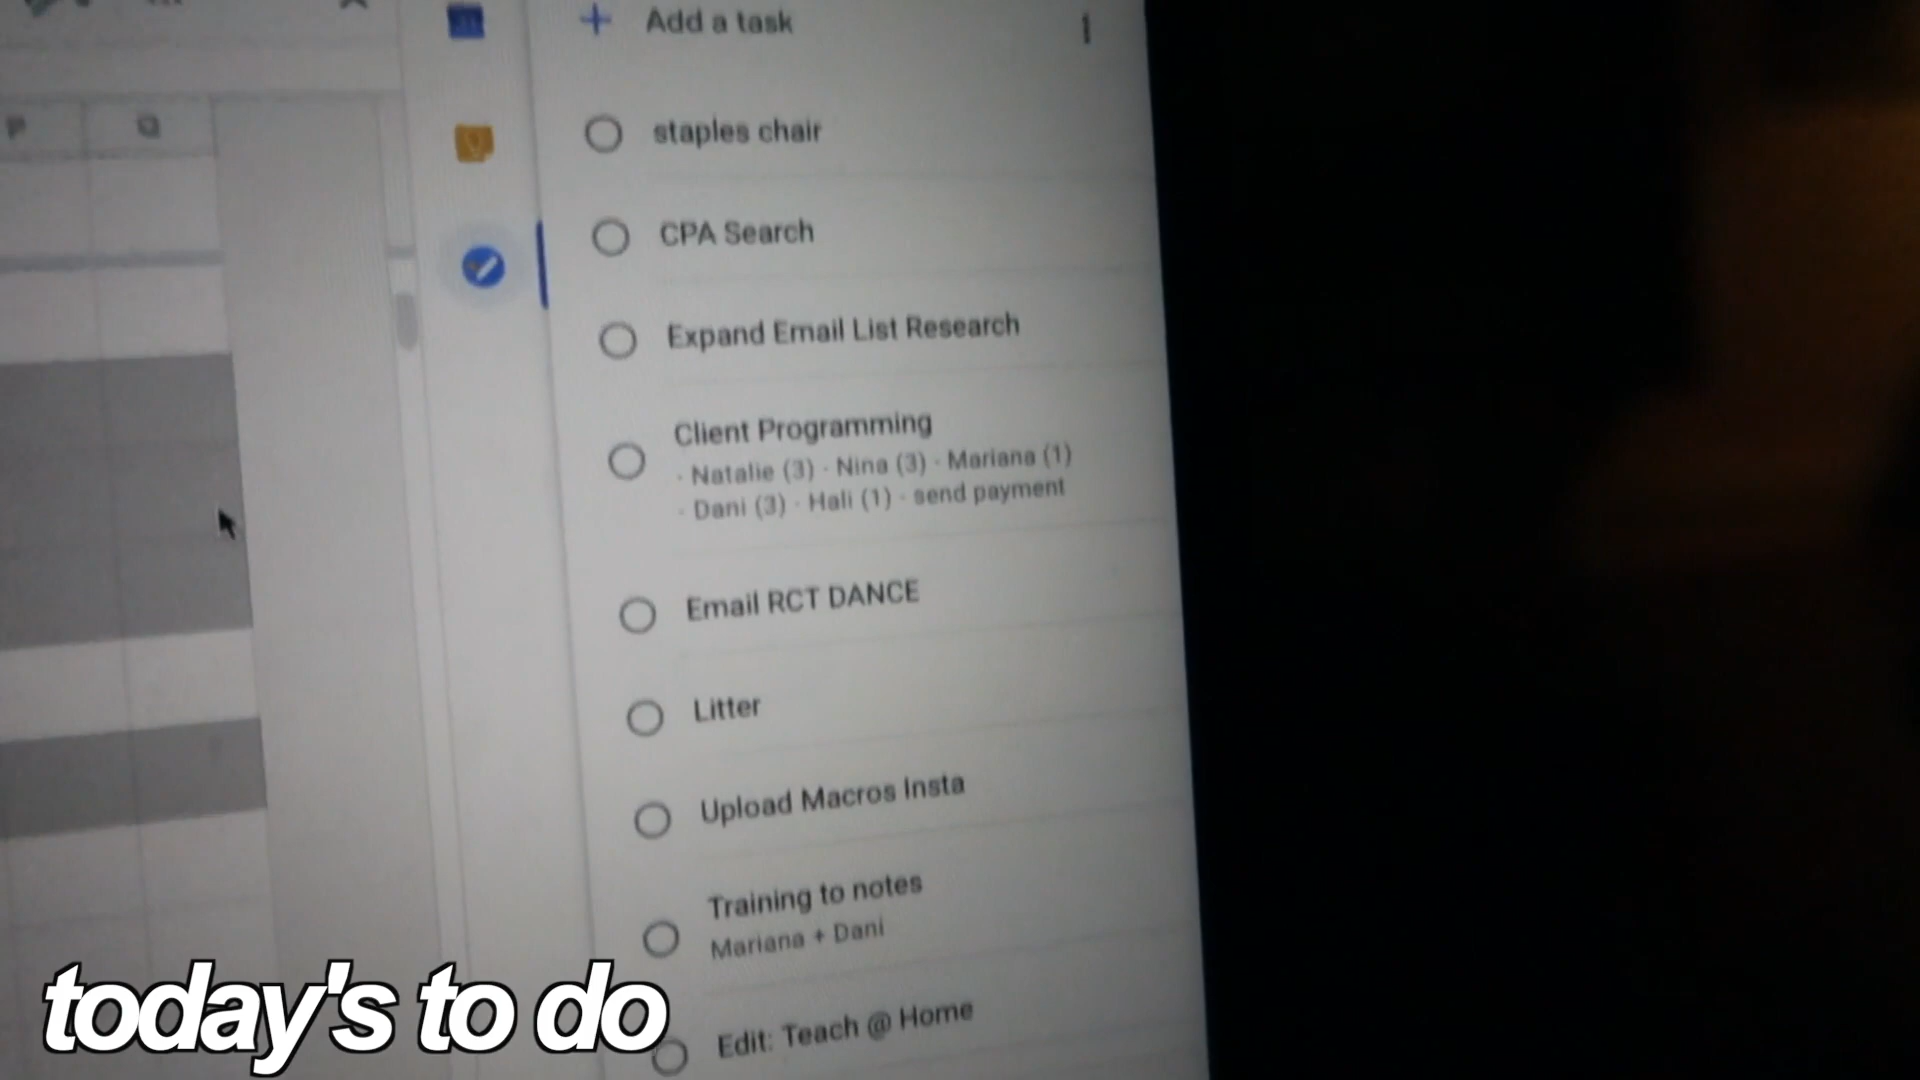 Add a task
P Q
staples chair
CPA Search
Expand Email List Research
Client Programming
· Natalie (3) · Nina (3) · Mariana (1)
· Dani (3) · Hali (1) · send payment
Email RCT DANCE
Litter
Upload Macros Insta
Training to notes
Mariana + Dani
Edit: Teach @ Home
today's to do